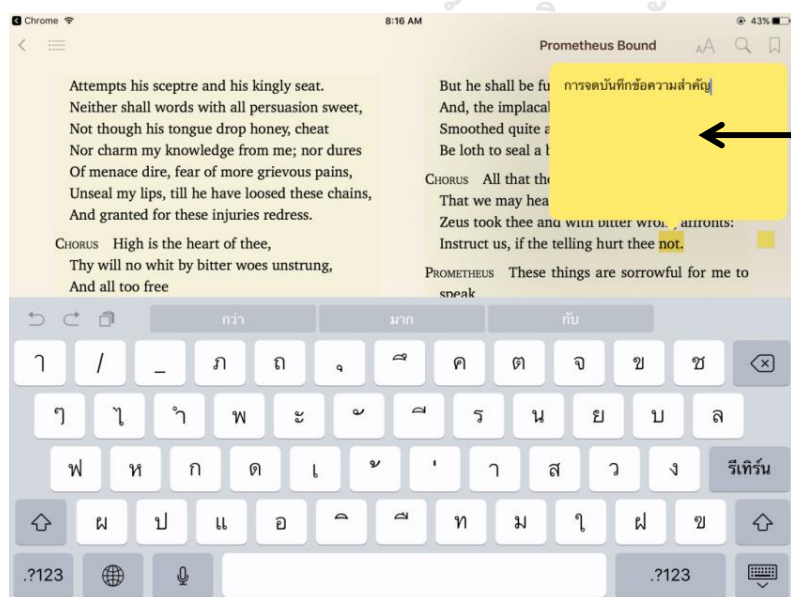 Chrome
8:16 AM
43%
Prometheus Bound
AA
Attempts his sceptre and his kingly seat.
Neither shall words with all persuasion sweet,
Not though his tongue drop honey, cheat
Nor charm my knowledge from me; nor dures
Of menace dire, fear of more grievous pains,
Unseal my lips, till he have loosed these chains,
And granted for these injuries redress.
CHORUS High is the heart of thee,
Thy will no whit by bitter woes unstrung,
And all too free
But he shall be fu
And, the implacal
Smoothed quite a
Be loth to seal a b
CHORUS All that the
That we may hea
Zeus took thee and with bitter affronts:
Instruct us, if the telling hurt thee not.
PROMETHEUS These things are sorrowful for me to
speak
การจดบันทึกข้อความสำคัญ
กว่า มาก กับ
ๅ / _ ภ ถ ุ ึ ค ต จ ข ช
ๆ ไ ำ พ ะ ั ี ร น ย บ ล
ฟ ห ก ด เ ้ ่ า ส ว ง รีเทิร์น
ผ ป แ อ ิ ื ท ม ใ ฝ ฃ
.?123 .?123